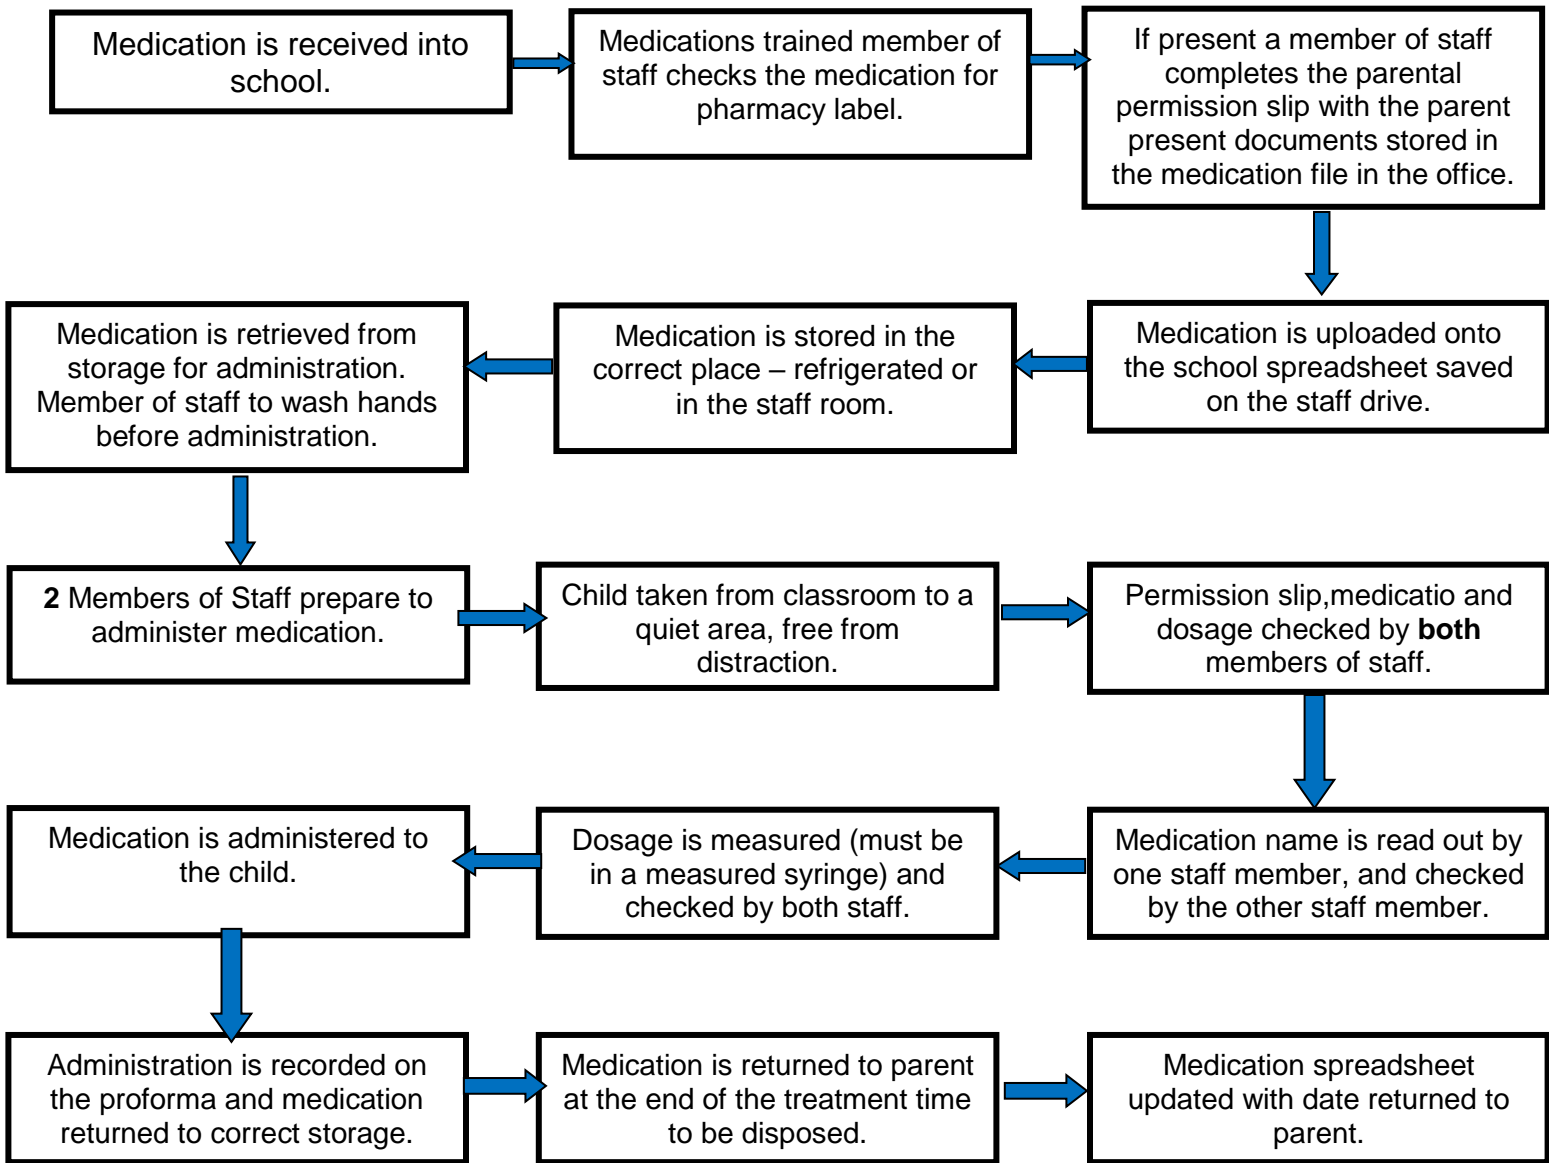 Medication is received into
school.
Medications trained member of
staff checks the medication for
pharmacy label.
If present a member of staff
completes the parental
permission slip with the parent
present documents stored in
the medication file in the office.
Medication is uploaded onto
the school spreadsheet saved
on the staff drive.
Medication is stored in the
correct place – refrigerated or
in the staff room.
Medication is retrieved from
storage for administration.
Member of staff to wash hands
before administration.
2 Members of Staff prepare to
administer medication.
Child taken from classroom to a
quiet area, free from
distraction.
Permission slip,medicatio and
dosage checked by both
members of staff.
Medication name is read out by
one staff member, and checked
by the other staff member.
Dosage is measured (must be
in a measured syringe) and
checked by both staff.
Medication is administered to
the child.
Administration is recorded on
the proforma and medication
returned to correct storage.
Medication is returned to parent
at the end of the treatment time
to be disposed.
Medication spreadsheet
updated with date returned to
parent.